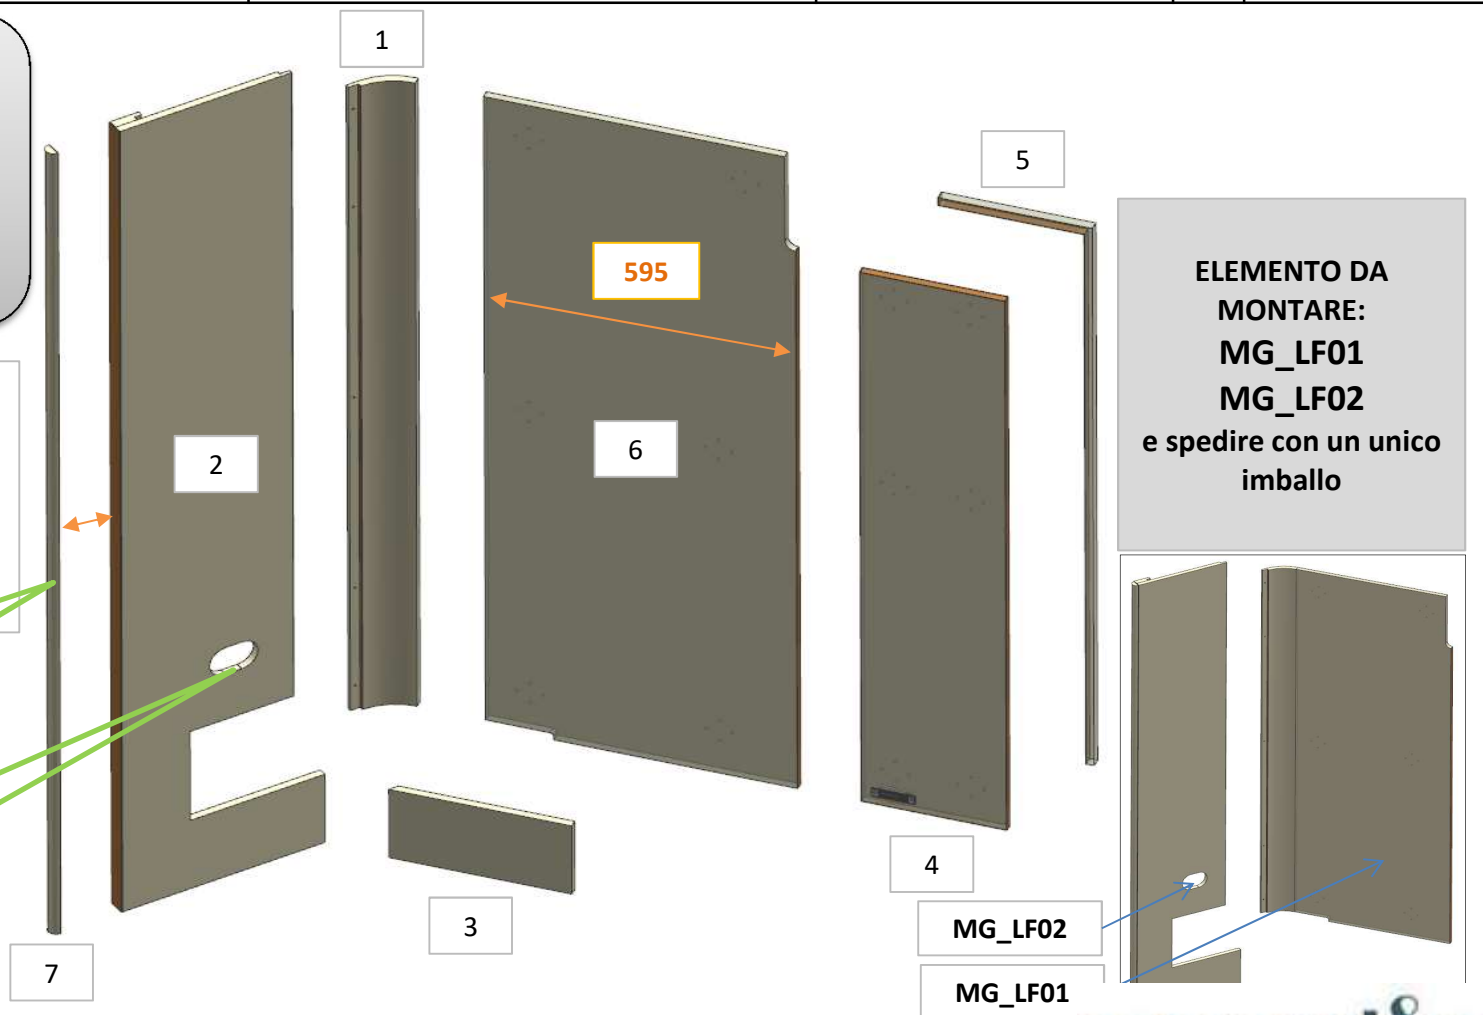 1
5
595
ELEMENTO DA
MONTARE:
MG_LF01
MG_LF02
e spedire con un unico
imballo
2
6
4
3
MG_LF02
7
MG_LF01